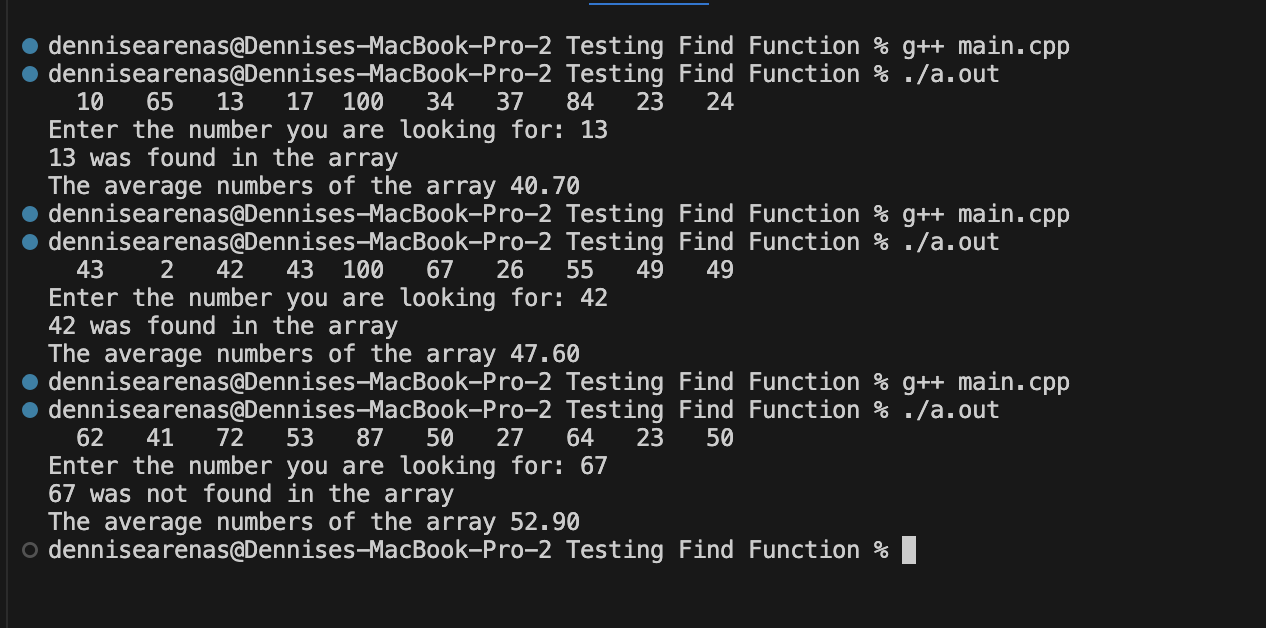 dennisearenas@Dennises-MacBook-Pro-2 Testing Find Function % g++ main.cpp
dennisearenas@Dennises-MacBook-Pro-2 Testing Find Function % ./a.out
  10   65   13   17  100   34   37   84   23   24
Enter the number you are looking for: 13
13 was found in the array
The average numbers of the array 40.70
dennisearenas@Dennises-MacBook-Pro-2 Testing Find Function % g++ main.cpp
dennisearenas@Dennises-MacBook-Pro-2 Testing Find Function % ./a.out
  43    2   42   43  100   67   26   55   49   49
Enter the number you are looking for: 42
42 was found in the array
The average numbers of the array 47.60
dennisearenas@Dennises-MacBook-Pro-2 Testing Find Function % g++ main.cpp
dennisearenas@Dennises-MacBook-Pro-2 Testing Find Function % ./a.out
  62   41   72   53   87   50   27   64   23   50
Enter the number you are looking for: 67
67 was not found in the array
The average numbers of the array 52.90
dennisearenas@Dennises-MacBook-Pro-2 Testing Find Function %